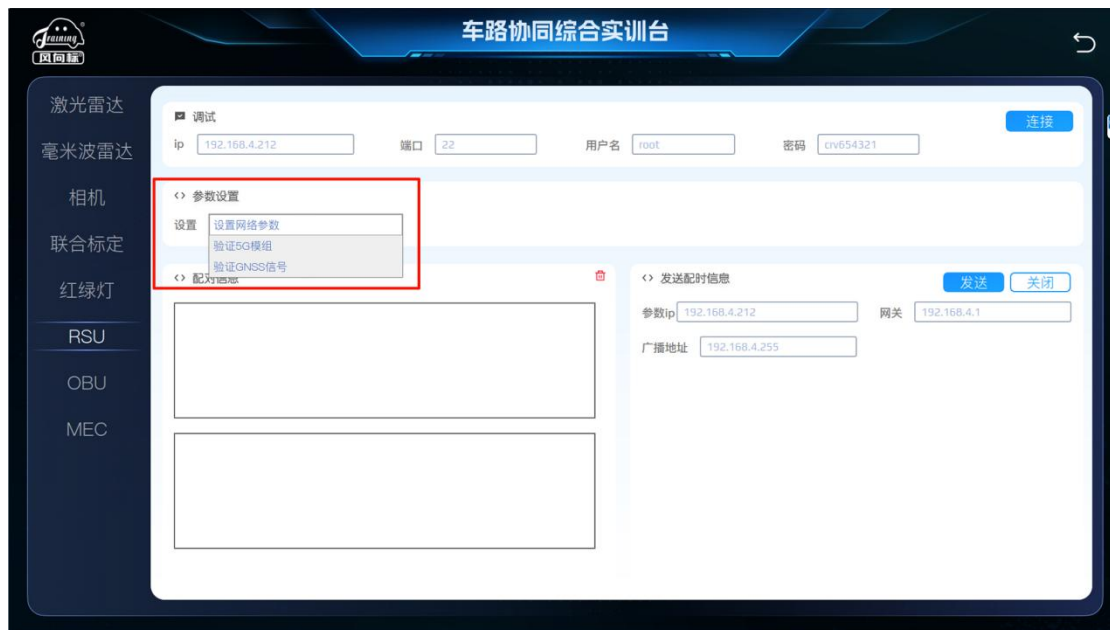 车路协同综合实训台
Training
风向标
激光雷达
毫米波雷达
相机
联合标定
红绿灯
RSU
OBU
MEC
调试
连接
ip 192.168.4.212 端口 22 用户名 root 密码 crv654321
<> 参数设置
设置 设置网络参数
验证5G模组
验证GNSS信号
<> 配对信息
<> 发送配时信息 发送 关闭
参数ip 192.168.4.212 网关 192.168.4.1
广播地址 192.168.4.255